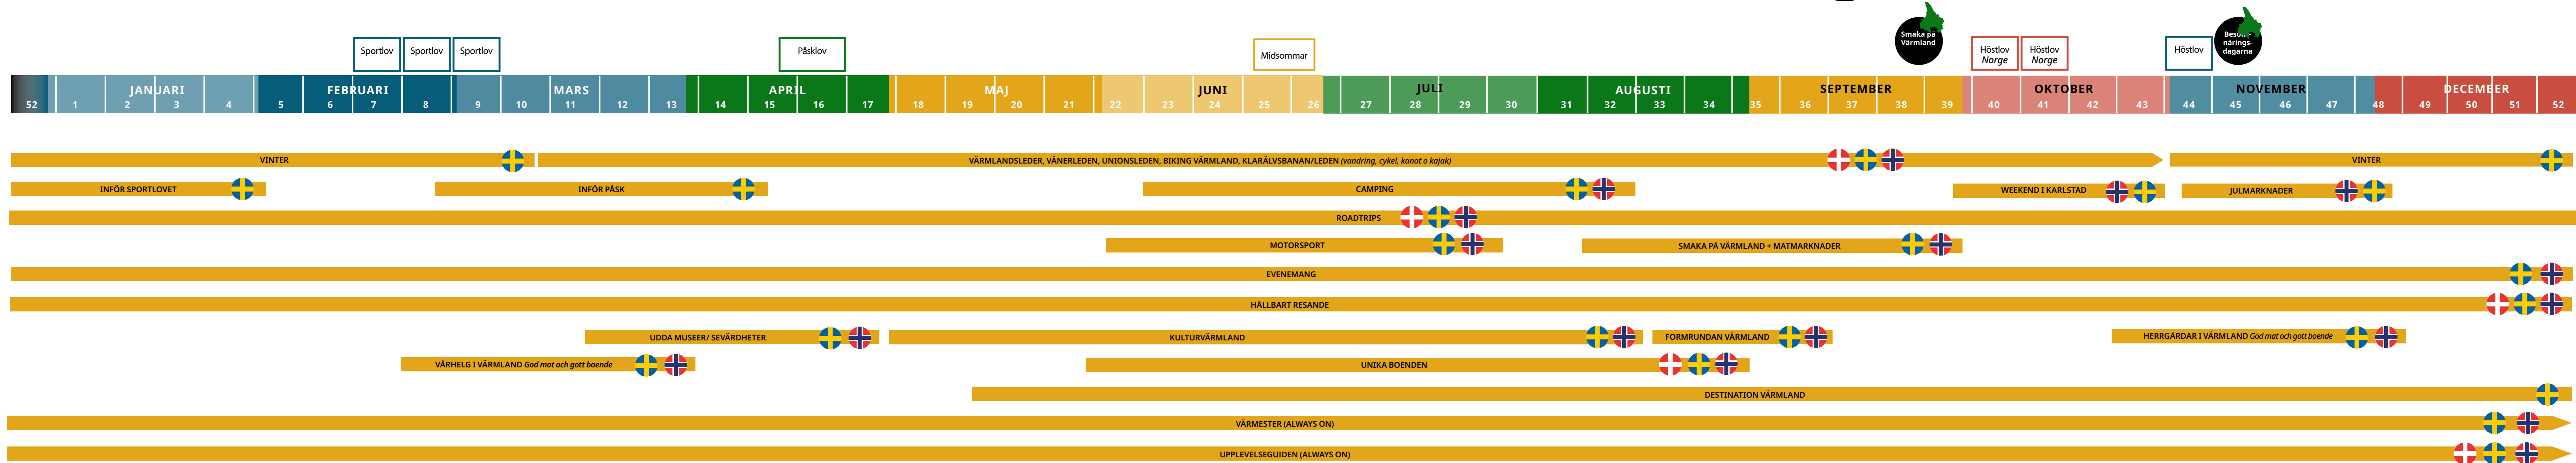 Smaka på
Värmland
Besök-
närings-
dagarna
Sportlov
Sportlov
Sportlov
Påsklov
Midsommar
Höstlov
Norge
Höstlov
Norge
Höstlov
JANUARI
FEBRUARI
MARS
APRIL
MAJ
JUNI
JULI
AUGUSTI
SEPTEMBER
OKTOBER
NOVEMBER
DECEMBER
52 1 2 3 4 5 6 7 8 9 10 11 12 13 14 15 16 17 18 19 20 21 22 23 24 25 26 27 28 29 30 31 32 33 34 35 36 37 38 39 40 41 42 43 44 45 46 47 48 49 50 51 52
VINTER
VÄRMLANDSLEDER, VÄNERLEDEN, UNIONSLEDEN, BIKING VÄRMLAND, KLARÄLVSBANAN/LEDEN (vandring, cykel, kanot o kajak)
VINTER
INFÖR SPORTLOVET
INFÖR PÅSK
CAMPING
WEEKEND I KARLSTAD
JULMARKNADER
ROADTRIPS
MOTORSPORT
SMAKA PÅ VÄRMLAND + MATMARKNADER
EVENEMANG
HÅLLBART RESANDE
UDDA MUSEER/ SEVÄRDHETER
KULTURVÄRMLAND
FORMRUNDAN VÄRMLAND
HERRGÅRDAR I VÄRMLAND God mat och gott boende
VÅRHELG I VÄRMLAND God mat och gott boende
UNIKA BOENDEN
DESTINATION VÄRMLAND
VÄRMESTER (ALWAYS ON)
UPPLEVELSEGUIDEN (ALWAYS ON)